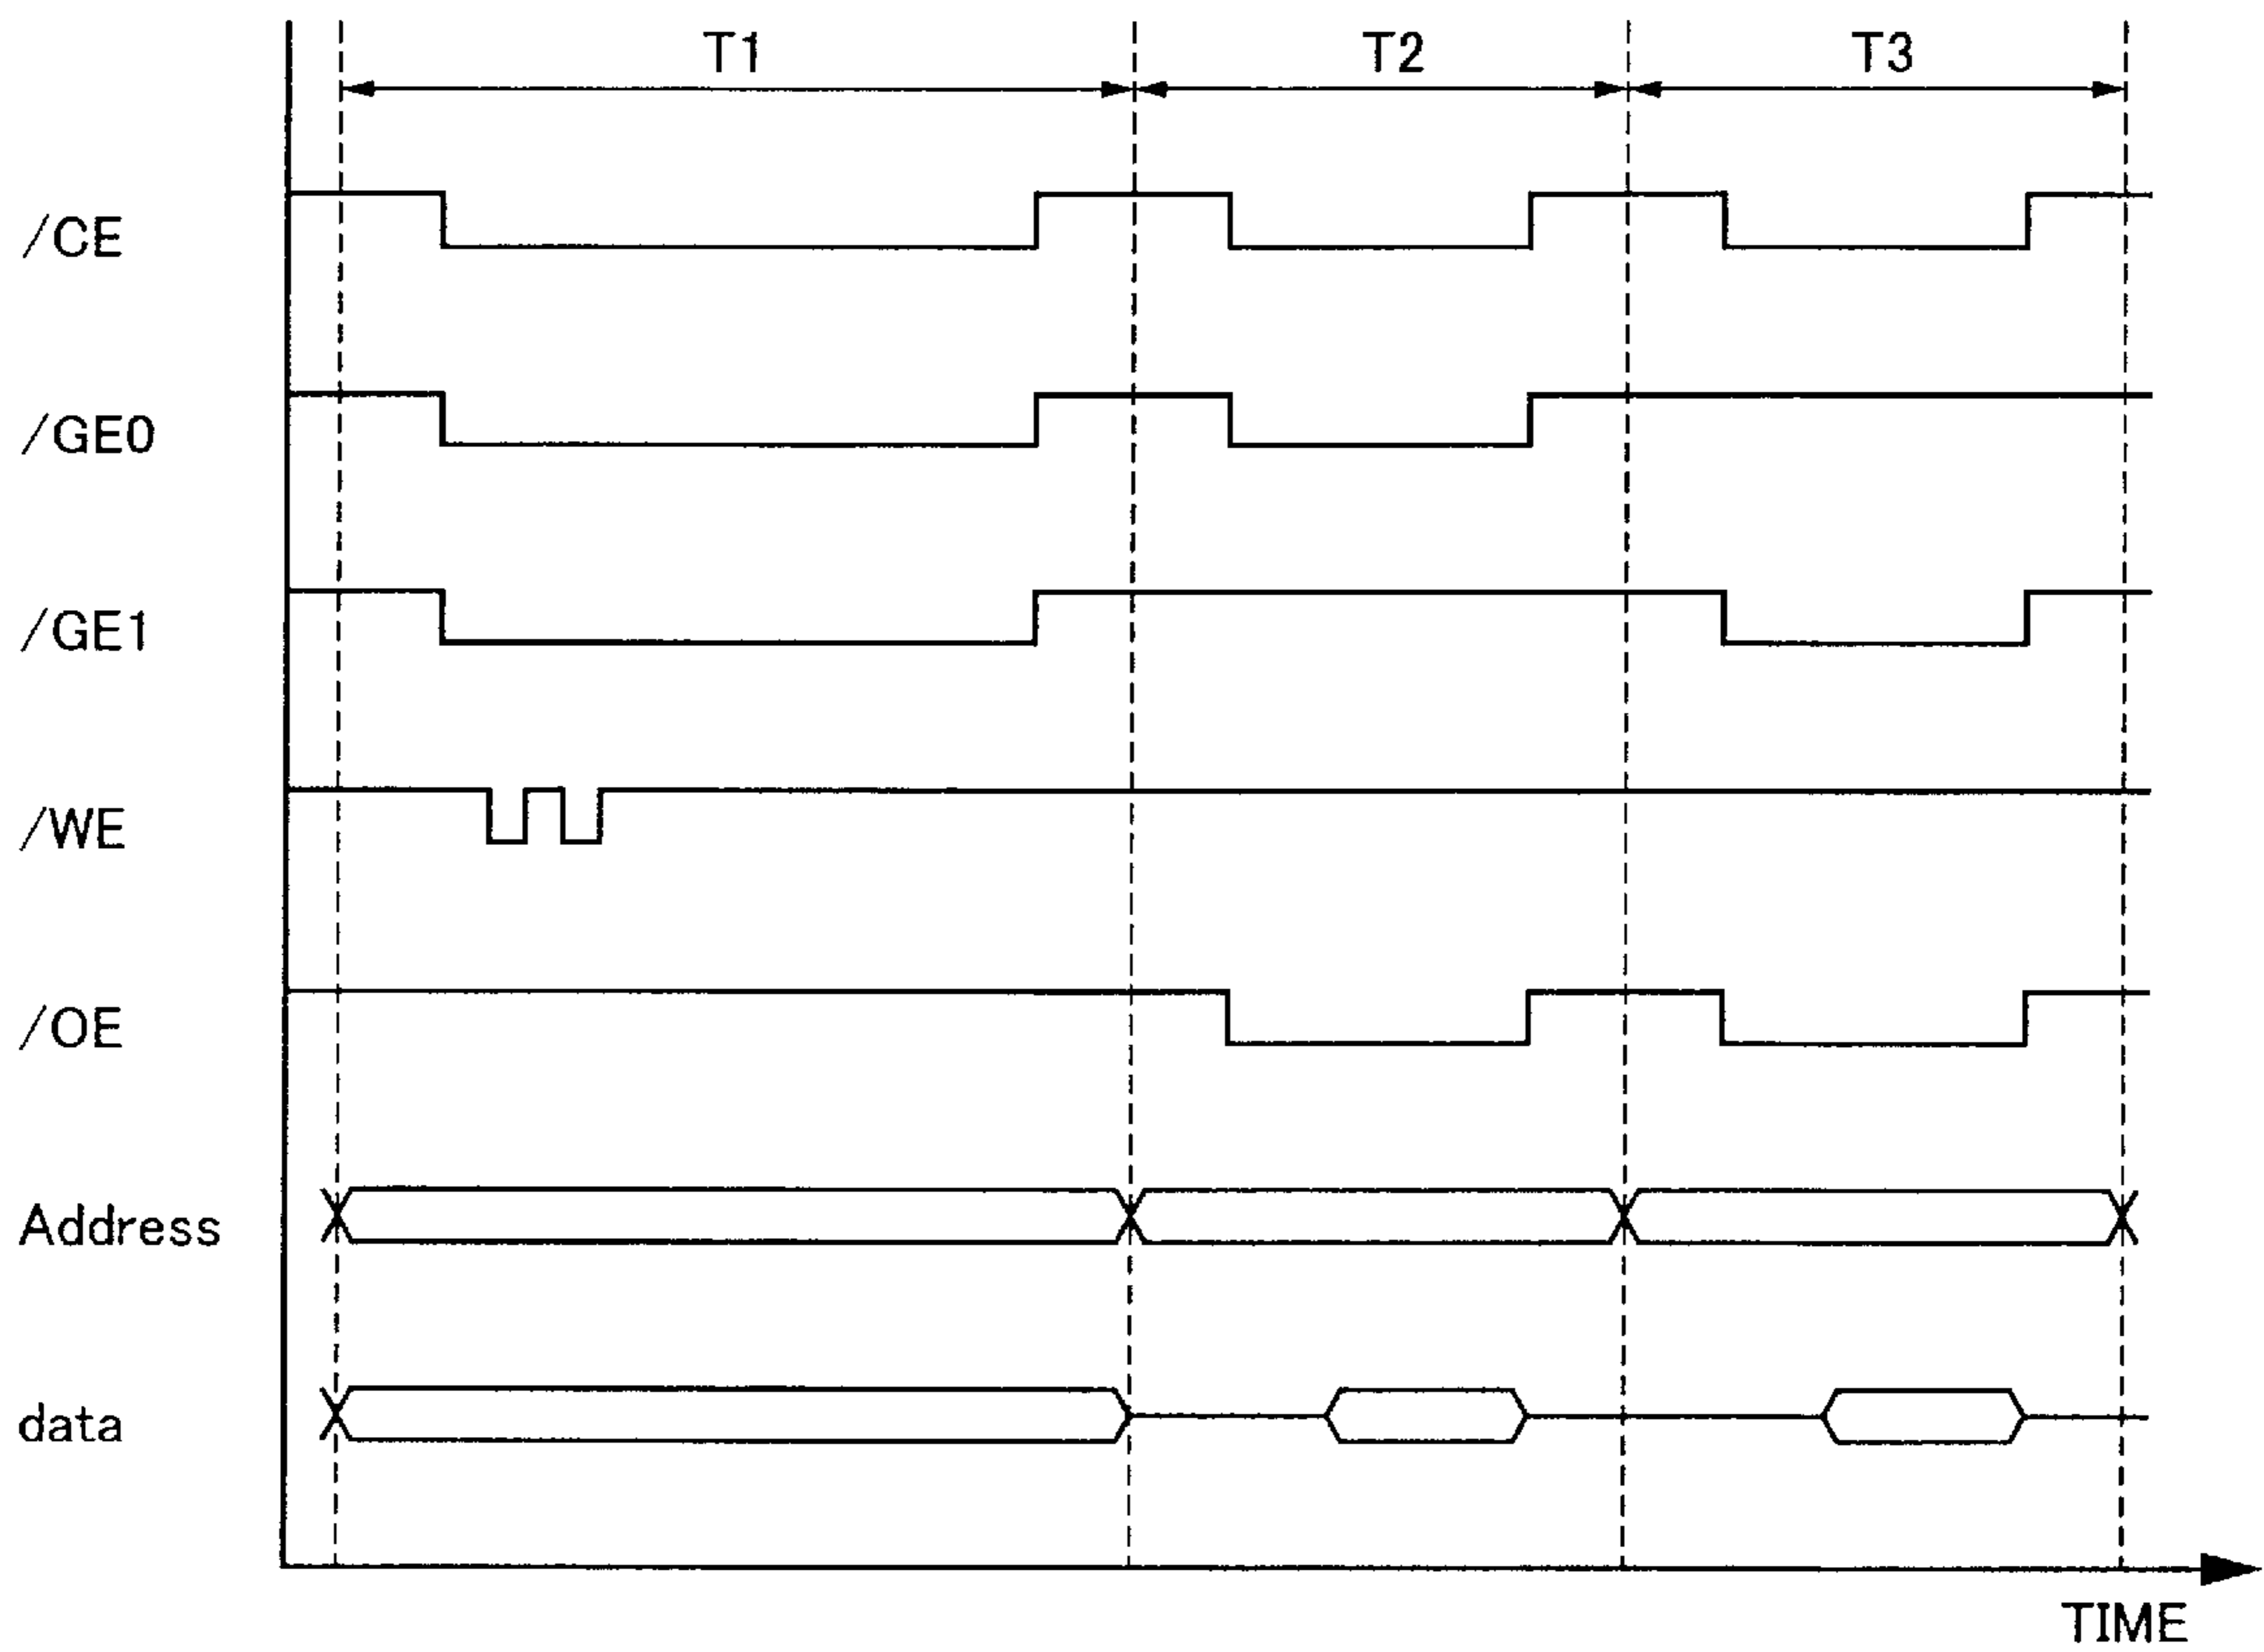 T1 T2 T3
/CE
/GE0
/GE1
/WE
/OE
Address
data
TIME